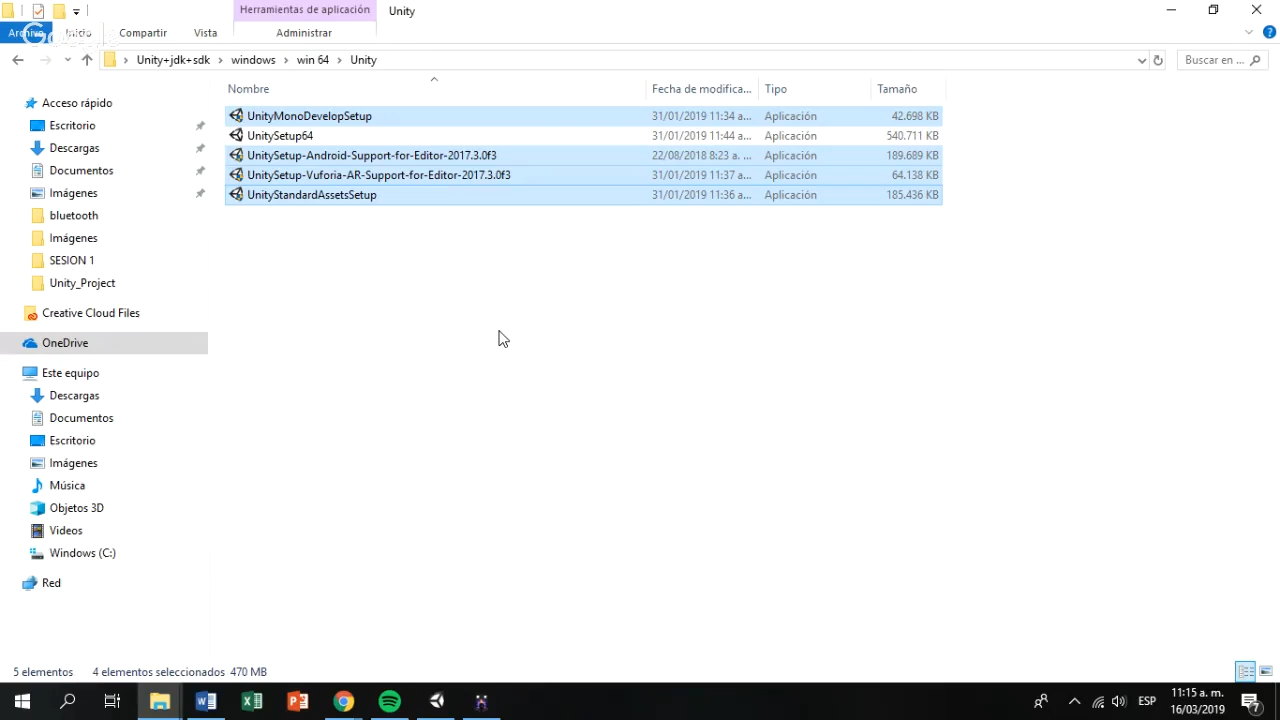 Herramientas de aplicación
Unity
Archivo
Inicio
Compartir
Vista
Administrar
Unity+jdk+sdk > windows > win 64 > Unity
Buscar en ...
Nombre
Fecha de modifica...
Tipo
Tamaño
UnityMonoDevelopSetup 31/01/2019 11:34 a... Aplicación 42.698 KB
UnitySetup64 31/01/2019 11:44 a... Aplicación 540.711 KB
UnitySetup-Android-Support-for-Editor-2017.3.0f3 22/08/2018 8:23 a. ... Aplicación 189.689 KB
UnitySetup-Vuforia-AR-Support-for-Editor-2017.3.0f3 31/01/2019 11:37 a... Aplicación 64.138 KB
UnityStandardAssetsSetup 31/01/2019 11:36 a... Aplicación 185.436 KB
Acceso rápido
Escritorio
Descargas
Documentos
Imágenes
bluetooth
Imágenes
SESION 1
Unity_Project
Creative Cloud Files
OneDrive
Este equipo
Descargas
Documentos
Escritorio
Imágenes
Música
Objetos 3D
Videos
Windows (C:)
Red
5 elementos
4 elementos seleccionados 470 MB
ESP
11:15 a. m.
16/03/2019
7